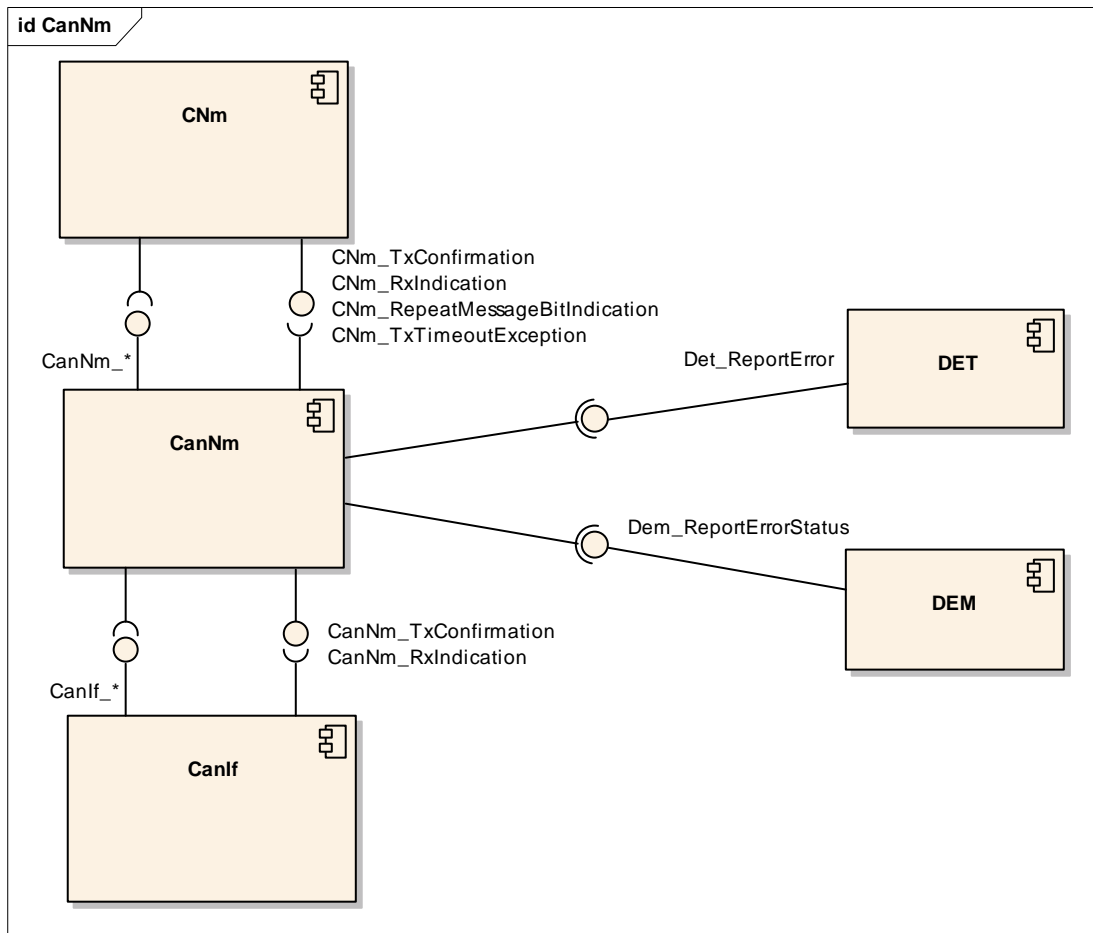 id CanNm
CNm
CNm_TxConfirmation
CNm_RxIndication
CNm_RepeatMessageBitIndication
CNm_TxTimeoutException
CanNm_*
Det_ReportError
DET
CanNm
Dem_ReportErrorStatus
DEM
CanNm_TxConfirmation
CanNm_RxIndication
CanIf_*
CanIf